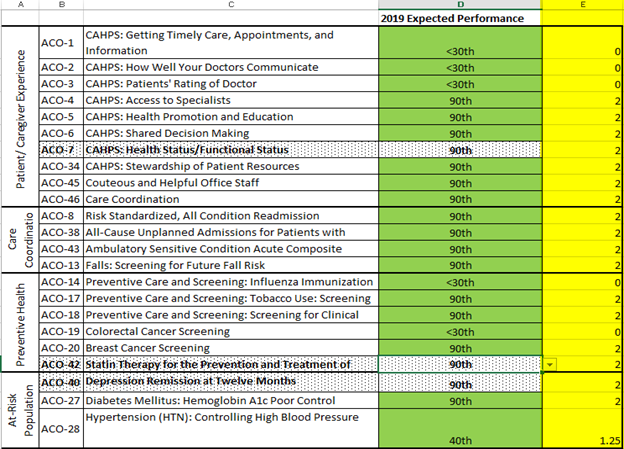 A B C D E
2019 Expected Performance
Patient/ Caregiver Experience
ACO-1 CAHPS: Getting Timely Care, Appointments, and
Information <30th 0
ACO-2 CAHPS: How Well Your Doctors Communicate <30th 0
ACO-3 CAHPS: Patients' Rating of Doctor <30th 0
ACO-4 CAHPS: Access to Specialists 90th 2
ACO-5 CAHPS: Health Promotion and Education 90th 2
ACO-6 CAHPS: Shared Decision Making 90th 2
ACO-7 CAHPS: Health Status/Functional Status 90th 2
ACO-34 CAHPS: Stewardship of Patient Resources 90th 2
ACO-45 Couteous and Helpful Office Staff 90th 2
ACO-46 Care Coordination 90th 2
Care
Coordinatio
ACO-8 Risk Standardized, All Condition Readmission 90th 2
ACO-38 All-Cause Unplanned Admissions for Patients with 90th 2
ACO-43 Ambulatory Sensitive Condition Acute Composite 90th 2
ACO-13 Falls: Screening for Future Fall Risk 90th 2
Preventive Health
ACO-14 Preventive Care and Screening: Influenza Immunization <30th 0
ACO-17 Preventive Care and Screening: Tobacco Use: Screening 90th 2
ACO-18 Preventive Care and Screening: Screening for Clinical 90th 2
ACO-19 Colorectal Cancer Screening <30th 0
ACO-20 Breast Cancer Screening 90th 2
ACO-42 Statin Therapy for the Prevention and Treatment of 90th 2
At-Risk
Population
ACO-40 Depression Remission at Twelve Months 90th 2
ACO-27 Diabetes Mellitus: Hemoglobin A1c Poor Control 90th 2
ACO-28 Hypertension (HTN): Controlling High Blood Pressure 40th 1.25